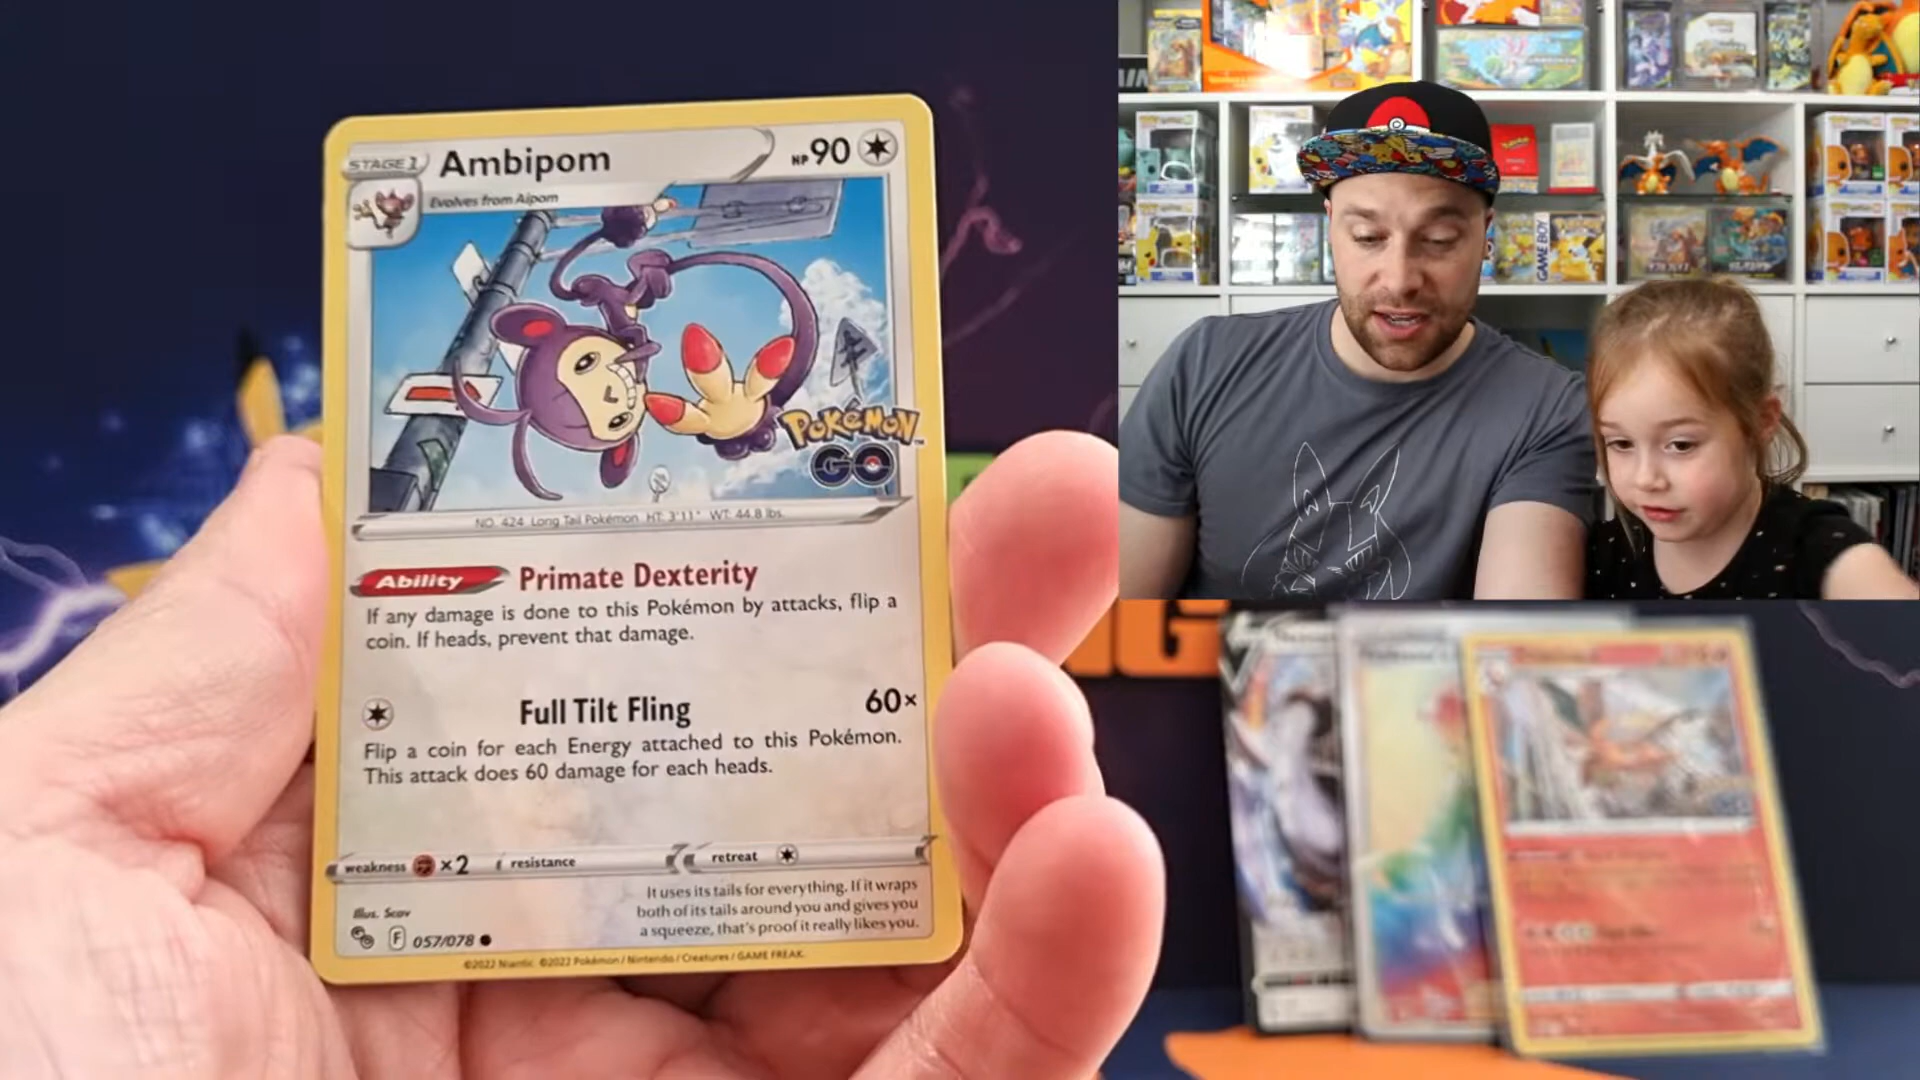 STAGE 1
Ambipom
HP 90
Evolves from Aipom
POKÉMON
GO
NO. 424 Long Tail Pokémon HT: 3'11" WT: 44.8 lbs.
Ability Primate Dexterity
If any damage is done to this Pokémon by attacks, flip a
coin. If heads, prevent that damage.
Full Tilt Fling 60×
Flip a coin for each Energy attached to this Pokémon.
This attack does 60 damage for each heads.
weakness ×2 resistance retreat
It uses its tails for everything. If it wraps
both of its tails around you and gives you
a squeeze, that's proof it really likes you.
Illus. Scav
F 057/078
©2022 Niantic ©2022 Pokémon / Nintendo / Creatures / GAME FREAK.
GAME BOY